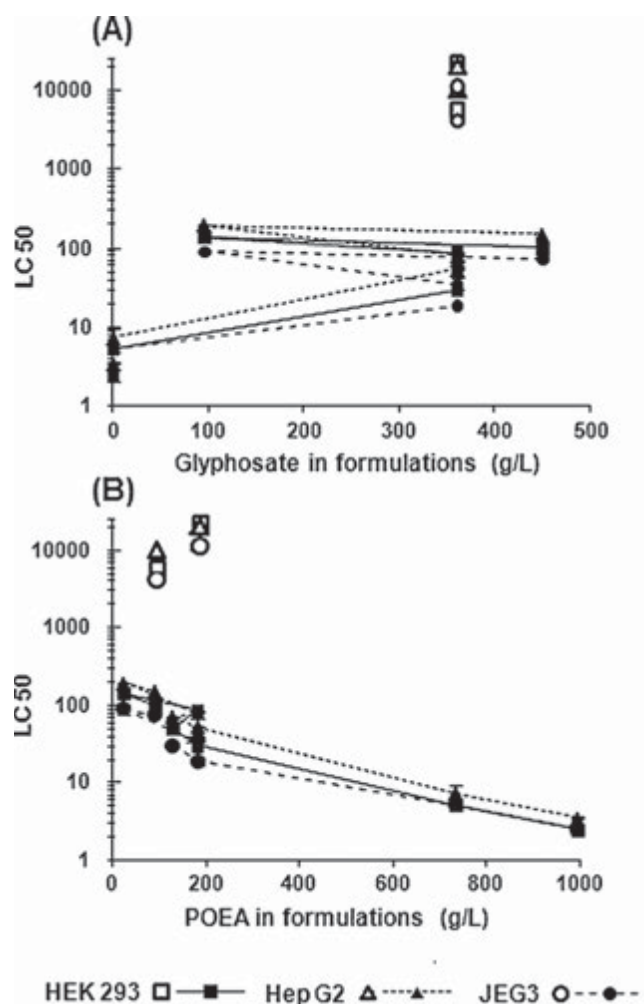 (A)
10000
1000
100
10
1
LC 50
0 100 200 300 400 500
Glyphosate in formulations (g/L)
(B)
10000
1000
100
10
1
LC 50
0 200 400 600 800 1000
POEA in formulations (g/L)
HEK 293 Hep G2 JEG3